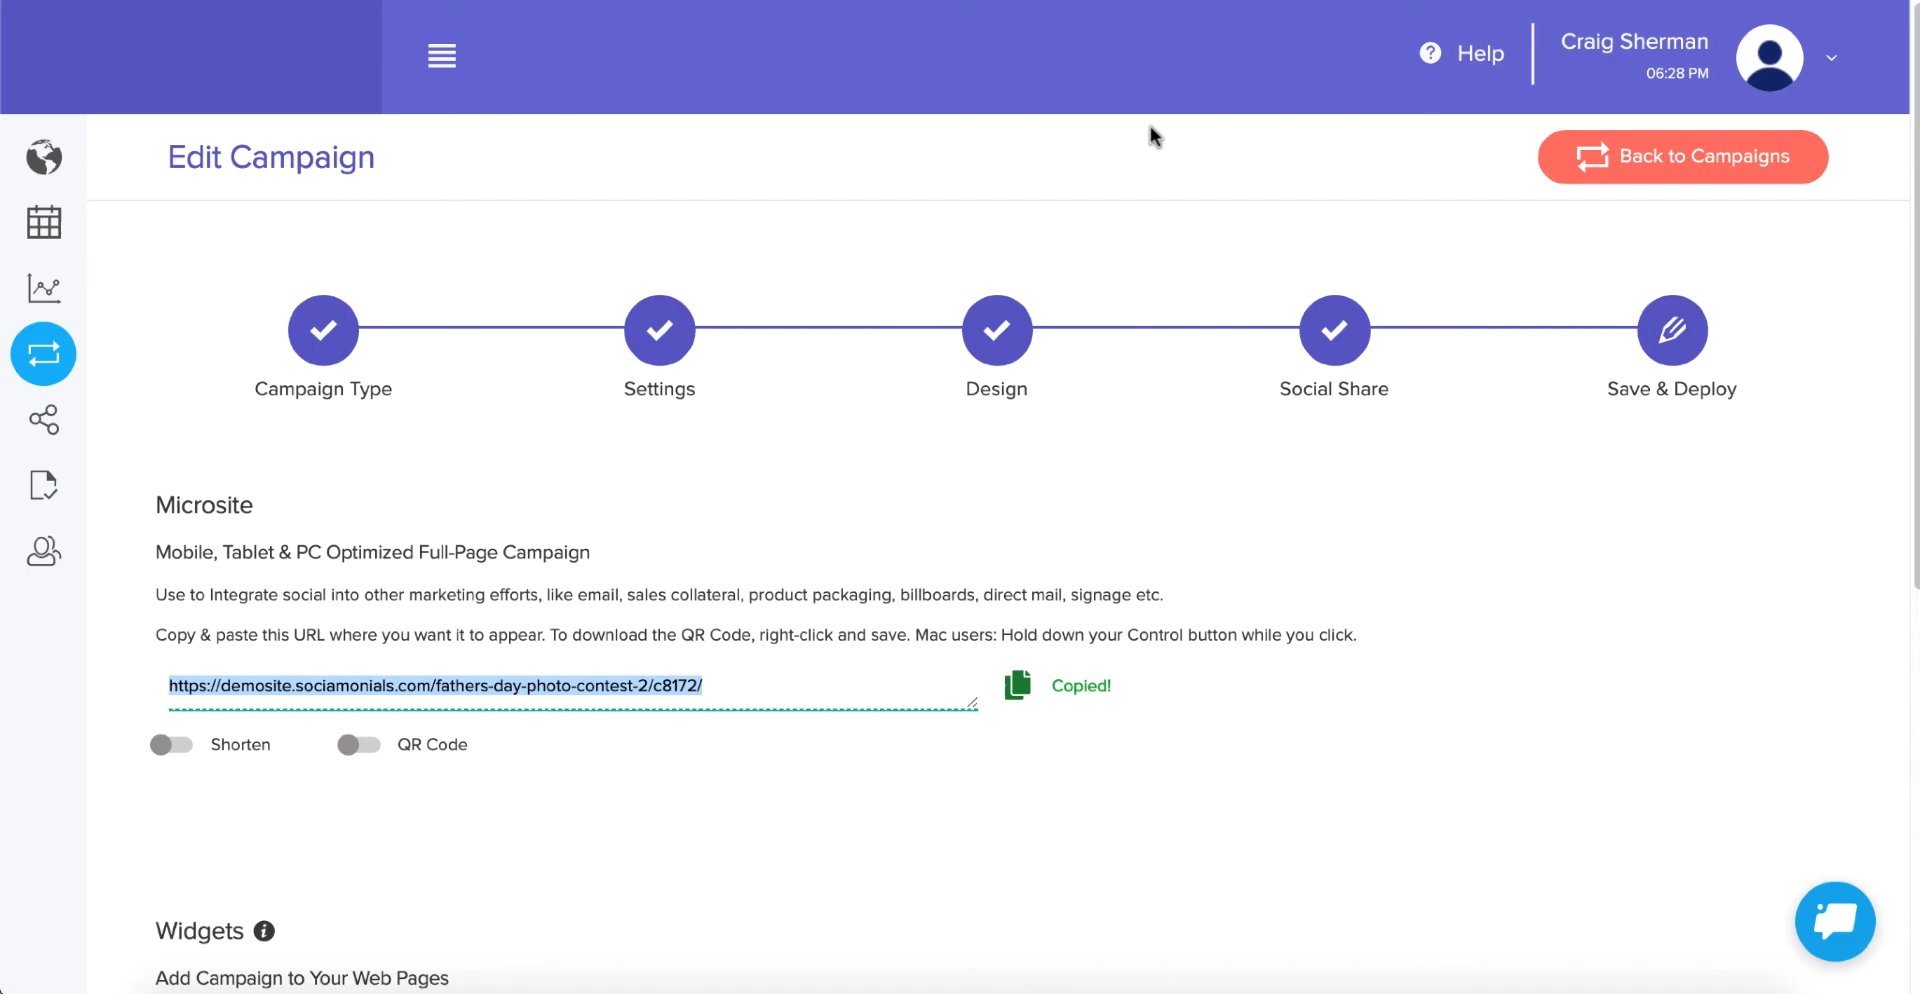 Help
Craig Sherman
06:28 PM
Edit Campaign
Back to Campaigns
Campaign Type
Settings
Design
Social Share
Save & Deploy
Microsite
Mobile, Tablet & PC Optimized Full-Page Campaign
Use to Integrate social into other marketing efforts, like email, sales collateral, product packaging, billboards, direct mail, signage etc.
Copy & paste this URL where you want it to appear. To download the QR Code, right-click and save. Mac users: Hold down your Control button while you click.
https://demosite.sociamonials.com/fathers-day-photo-contest-2/c8172/
Copied!
Shorten
QR Code
Widgets
Add Campaign to Your Web Pages